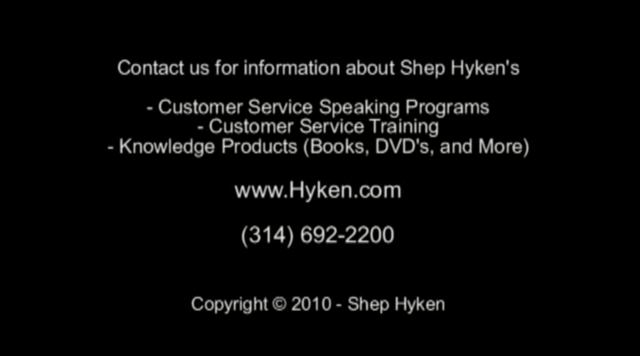 Contact us for information about Shep Hyken's
- Customer Service Speaking Programs
- Customer Service Training
- Knowledge Products (Books, DVD's, and More)
www.Hyken.com
(314) 692-2200
Copyright © 2010 - Shep Hyken